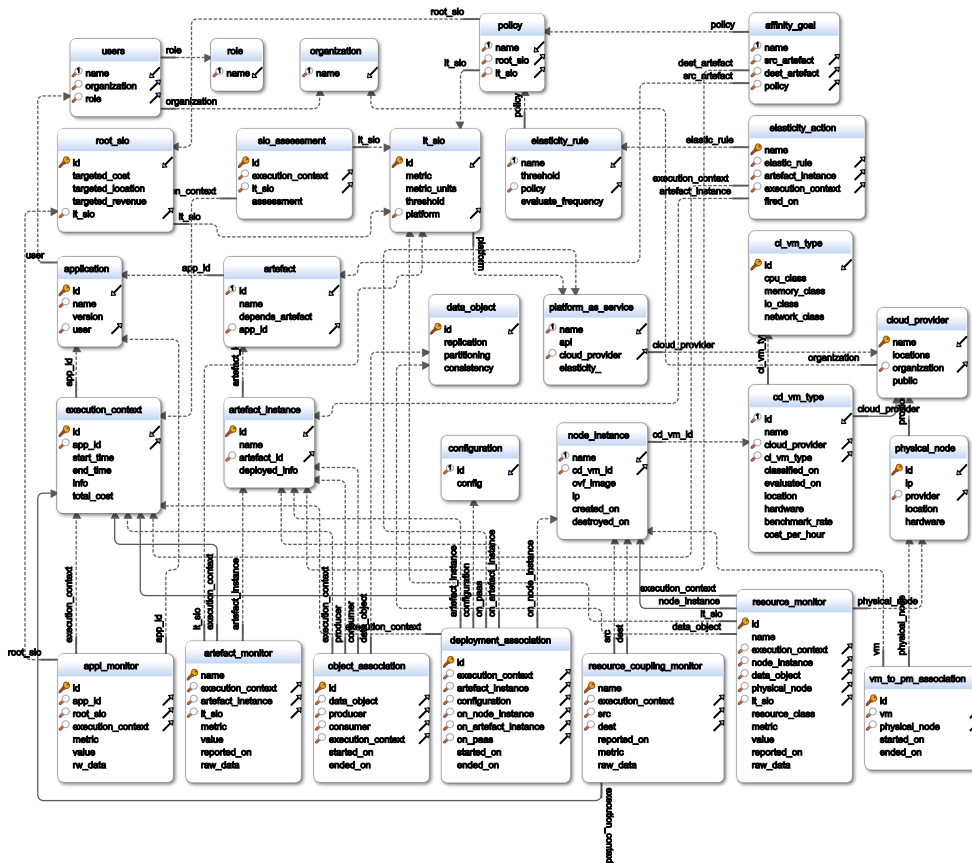 root_slo
policy
name
root_slo
lt_slo
policy
affinity_goal
name
src_artefact
dest_artefact
policy
users
name
organization
role
role
role
name
organization
name
organization
lt_slo
policy
dest_artefact
src_artefact
root_slo
id
targeted_cost
targeted_location
targeted_revenue
lt_slo
slo_assessment
id
execution_context
lt_slo
assessment
lt_slo
lt_slo
id
metric
metric_units
threshold
platform
elasticity_rule
name
threshold
policy
evaluate_frequency
elastic_rule
elasticity_action
name
elastic_rule
artefact_instance
execution_context
fired_on
execution_context
artefact_instance
on_context
lt_slo
user
platform
application
id
name
version
user
app_id
artefact
id
name
depends_artefact
app_id
data_object
id
replication
partitioning
consistency
platform_as_service
name
api
cloud_provider
elasticity_
cloud_provider
ci_vm_type
id
cpu_class
memory_class
io_class
network_class
cloud_provider
name
locations
organization
public
organization
app_id
ci_vm_ty
execution_context
id
app_id
start_time
end_time
info
total_cost
artefact_instance
id
name
artefact_id
deployed_info
configuration
id
config
node_instance
name
cd_vm_id
ovf_image
ip
created_on
destroyed_on
cd_vm_id
cd_vm_type
id
name
cloud_provider
ci_vm_type
classified_on
evaluated_on
location
hardware
benchmark_rate
cost_per_hour
cloud_provider
physical_node
id
ip
provider
location
hardware
execution_context
app_id
lt_slo
execution_context
artefact_instance
execution_context
producer
consumer
data_object
execution_context
artefact_instance
configuration
on_paas
on_artefact_instance
on_node_instance
src
dest
execution_context
node_instance
lt_slo
data_object
physical_node
vm
physical_node
root_slo
appl_monitor
id
app_id
root_slo
execution_context
metric
value
rw_data
artefact_monitor
name
execution_context
artefact_instance
lt_slo
metric
value
reported_on
raw_data
object_association
id
data_object
producer
consumer
execution_context
started_on
ended_on
deployment_association
id
execution_context
artefact_instance
configuration
on_node_instance
on_artefact_instance
on_paas
started_on
ended_on
resource_coupling_monitor
name
execution_context
src
dest
reported_on
metric
raw_data
resource_monitor
id
name
execution_context
node_instance
data_object
physical_node
lt_slo
resource_class
metric
value
reported_on
raw_data
vm_to_pm_association
id
vm
physical_node
started_on
ended_on
execution_context